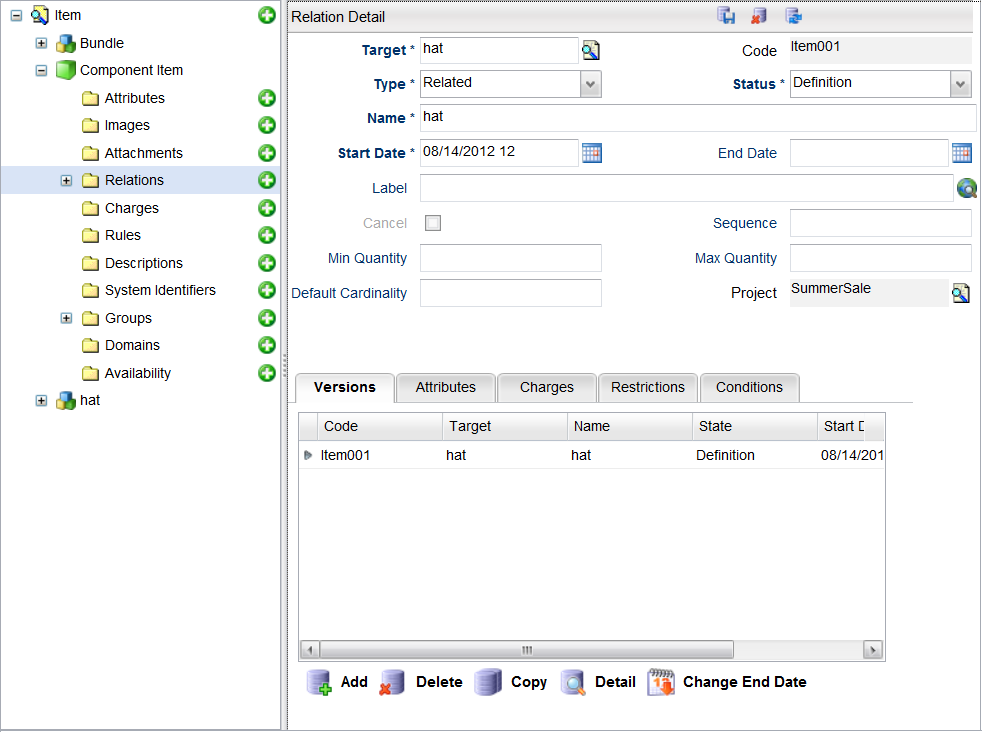 Item
Bundle
Component Item
Attributes
Images
Attachments
Relations
Charges
Rules
Descriptions
System Identifiers
Groups
Domains
Availability
hat
Relation Detail
Target * hat Code Item001
Type * Related Status * Definition
Name * hat
Start Date * 08/14/2012 12 End Date
Label
Cancel Sequence
Min Quantity Max Quantity
Default Cardinality Project SummerSale
Versions Attributes Charges Restrictions Conditions
Code Target Name State Start D
Item001 hat hat Definition 08/14/201
Add Delete Copy Detail Change End Date